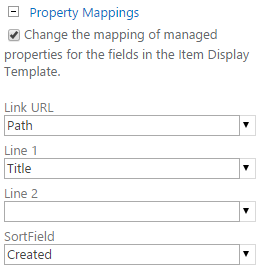 Property Mappings
Change the mapping of managed
properties for the fields in the Item Display
Template.
Link URL
Path
Line 1
Title
Line 2
SortField
Created